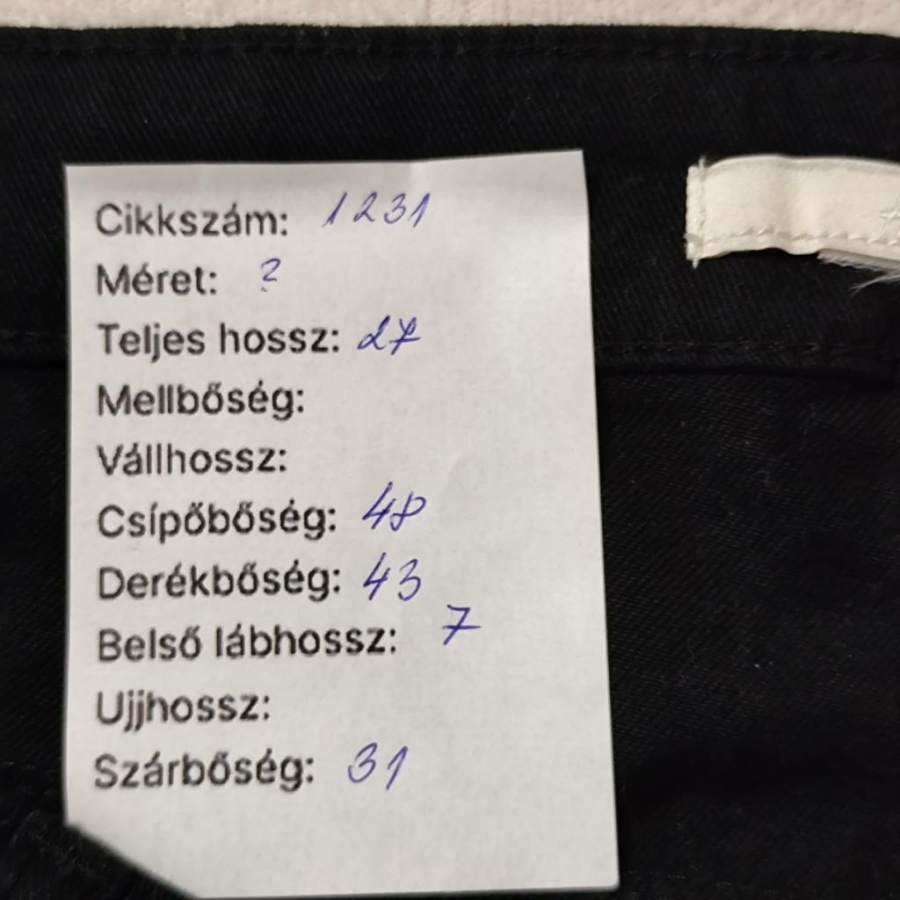 Cikkszám: 1231
Méret: ?
Teljes hossz: 27
Mellbőség:
Vállhossz:
Csípőbőség: 48
Derékbőség: 43
Belső lábhossz: 7
Ujjhossz:
Szárbőség: 31